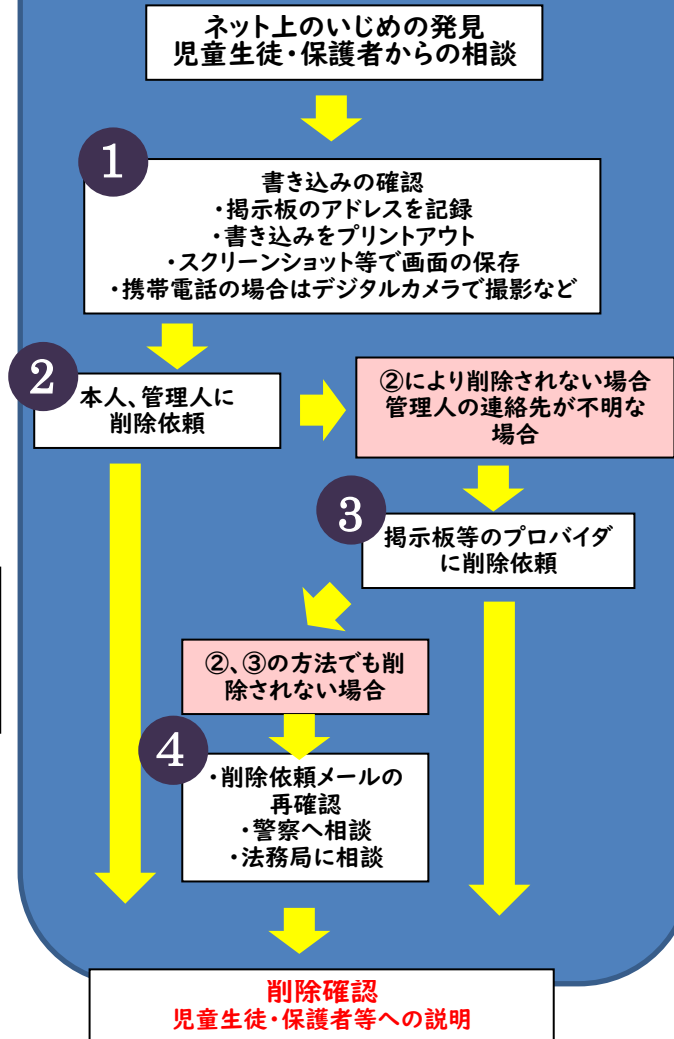 ネット上のいじめの発見
児童生徒・保護者からの相談
1
書き込みの確認
・掲示板のアドレスを記録
・書き込みをプリントアウト
・スクリーンショット等で画面の保存
・携帯電話の場合はデジタルカメラで撮影など
2
本人、管理人に
削除依頼
②により削除されない場合
管理人の連絡先が不明な
場合
3
掲示板等のプロバイダ
に削除依頼
②、③の方法でも削
除されない場合
4
・削除依頼メールの
再確認
・警察へ相談
・法務局に相談
削除確認
児童生徒・保護者等への説明